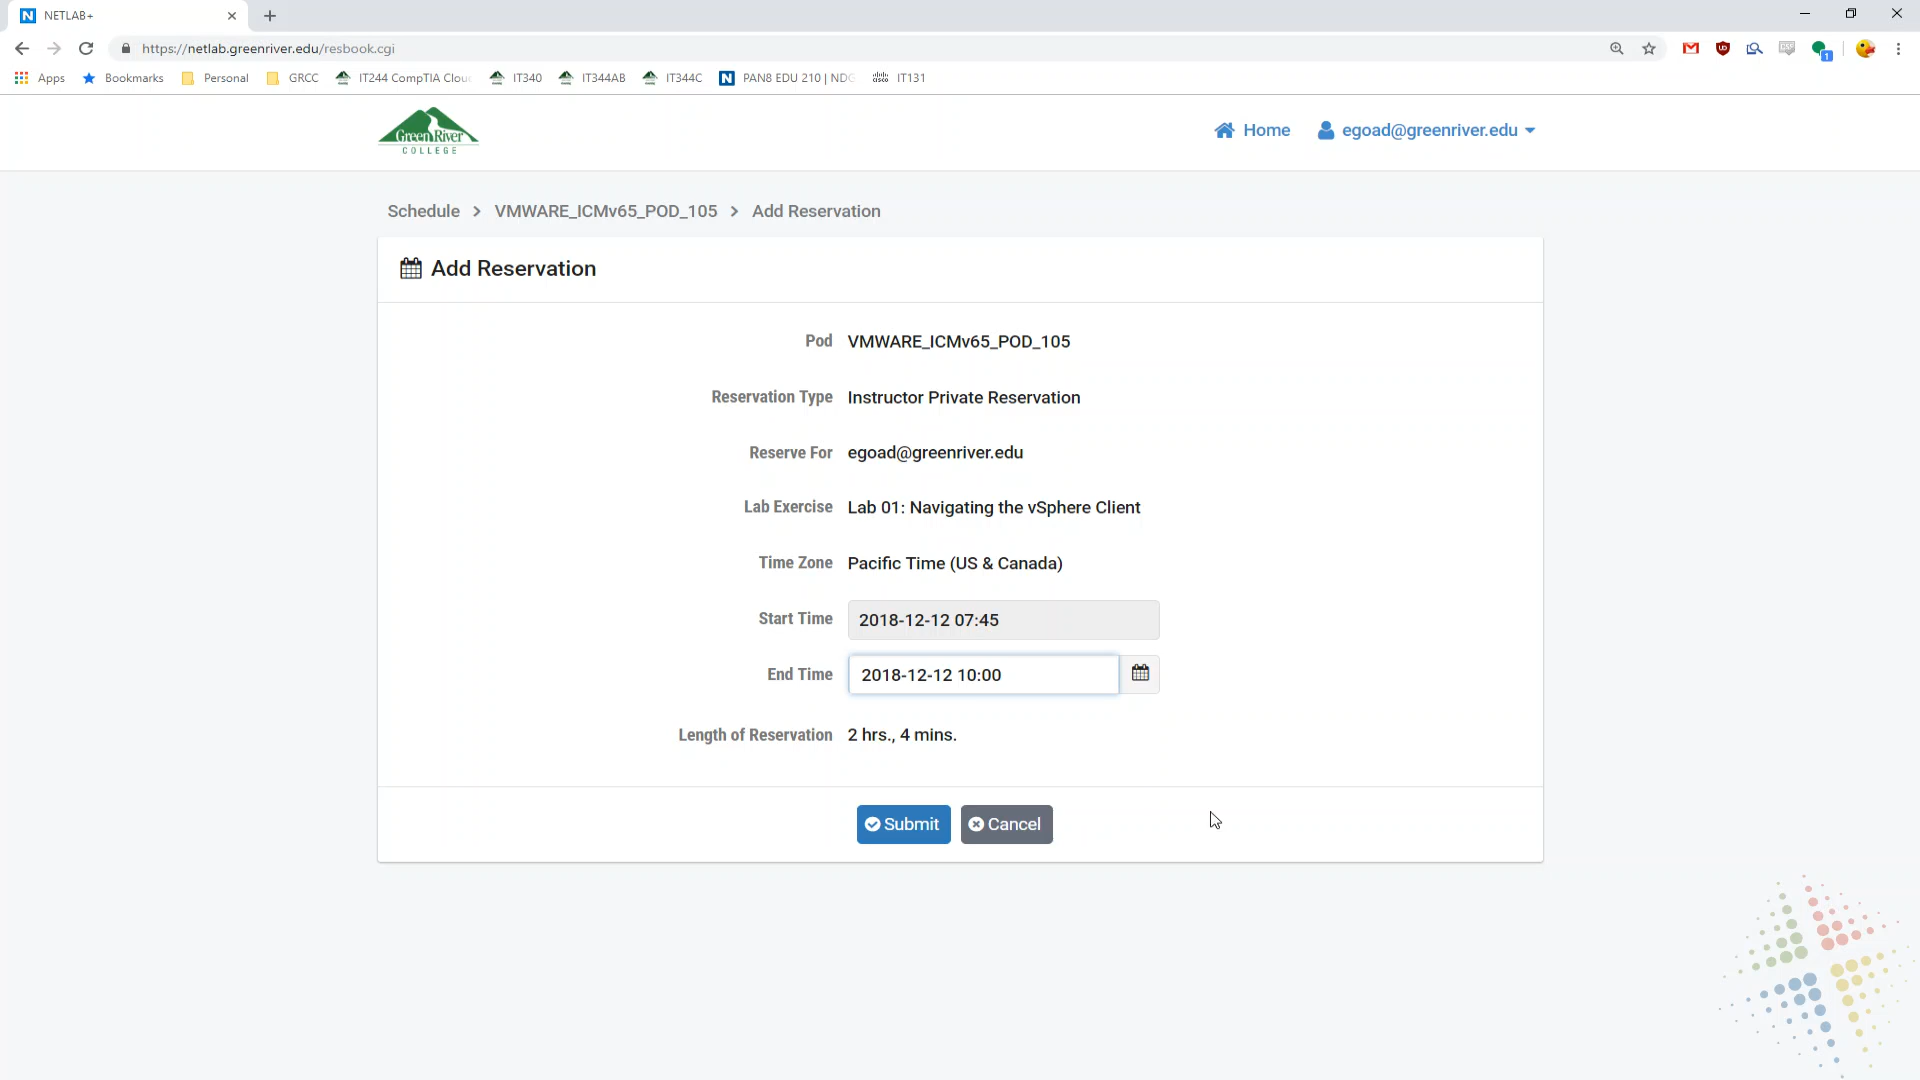 NETLAB+
https://netlab.greenriver.edu/resbook.cgi
Apps Bookmarks Personal GRCC IT244 CompTIA Clou IT340 IT344AB IT344C PAN8 EDU 210 | NDG IT131
Green River
COLLEGE
Home egoad@greenriver.edu
Schedule > VMWARE_ICMv65_POD_105 > Add Reservation
Add Reservation
Pod VMWARE_ICMv65_POD_105
Reservation Type Instructor Private Reservation
Reserve For egoad@greenriver.edu
Lab Exercise Lab 01: Navigating the vSphere Client
Time Zone Pacific Time (US & Canada)
Start Time 2018-12-12 07:45
End Time 2018-12-12 10:00
Length of Reservation 2 hrs., 4 mins.
Submit Cancel